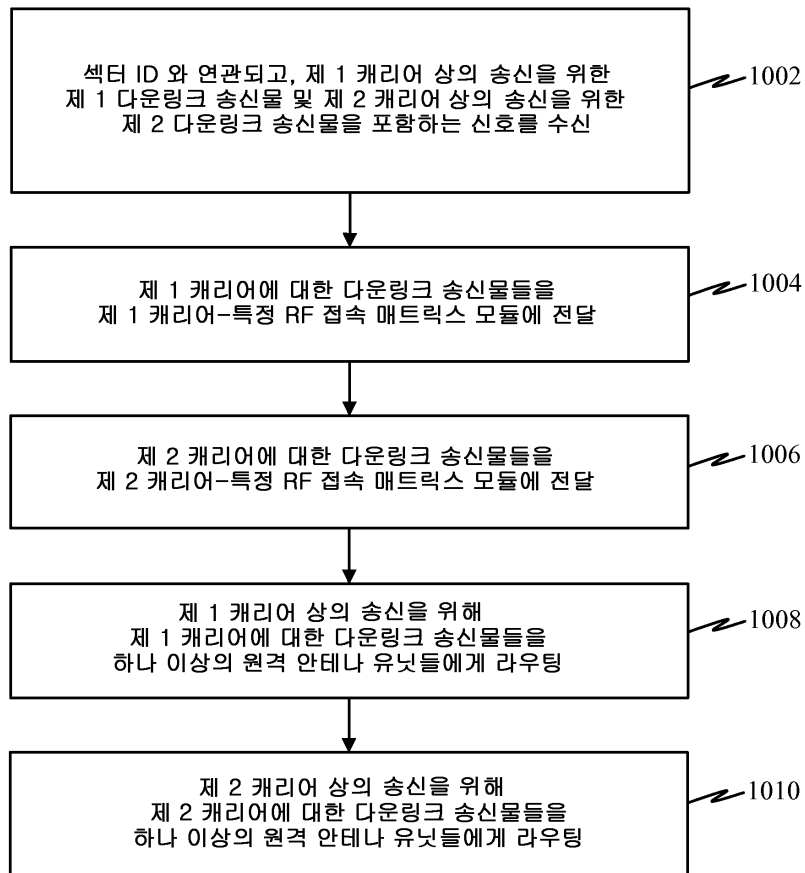 섹터 ID 와 연관되고, 제 1 캐리어 상의 송신을 위한
제 1 다운링크 송신물 및 제 2 캐리어 상의 송신을 위한
제 2 다운링크 송신물을 포함하는 신호를 수신
1002
제 1 캐리어에 대한 다운링크 송신물들을
제 1 캐리어-특정 RF 접속 매트릭스 모듈에 전달
1004
제 2 캐리어에 대한 다운링크 송신물들을
제 2 캐리어-특정 RF 접속 매트릭스 모듈에 전달
1006
제 1 캐리어 상의 송신을 위해
제 1 캐리어에 대한 다운링크 송신물들을
하나 이상의 원격 안테나 유닛들에게 라우팅
1008
제 2 캐리어 상의 송신을 위해
제 2 캐리어에 대한 다운링크 송신물들을
하나 이상의 원격 안테나 유닛들에게 라우팅
1010